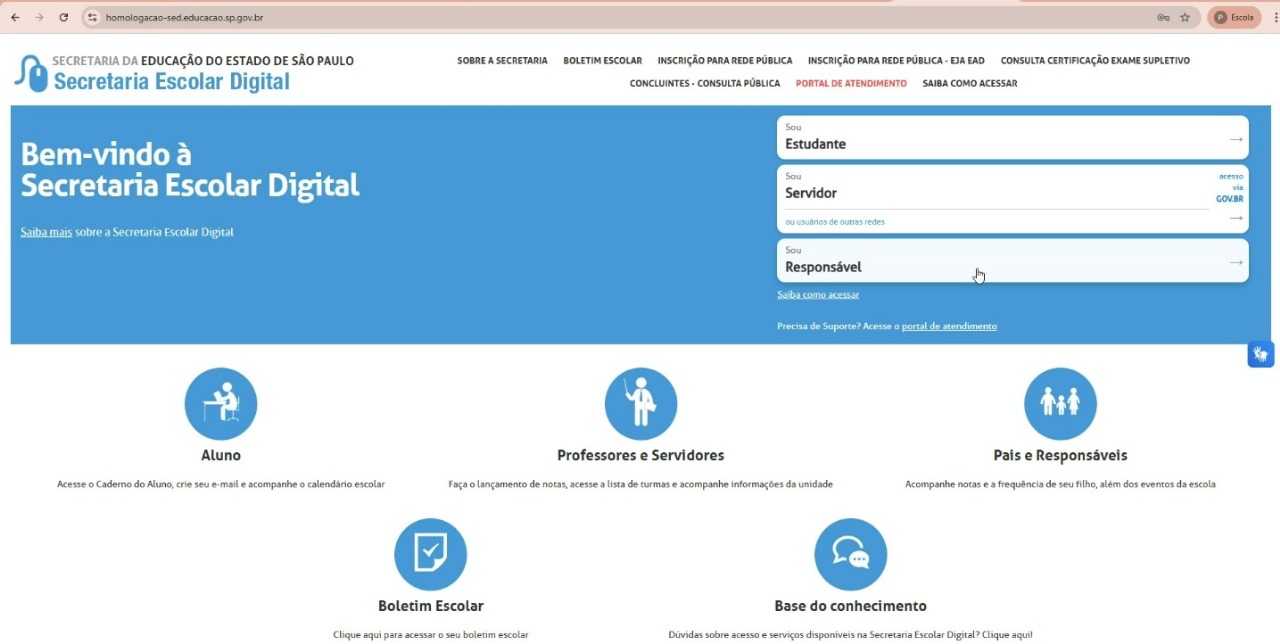 homologacao-sed.educacao.sp.gov.br
Escola
SECRETARIA DA EDUCAÇÃO DO ESTADO DE SÃO PAULO
Secretaria Escolar Digital
SOBRE A SECRETARIA BOLETIM ESCOLAR INSCRIÇÃO PARA REDE PÚBLICA INSCRIÇÃO PARA REDE PÚBLICA - EJA EAD CONSULTA CERTIFICAÇÃO EXAME SUPLETIVO
CONCLUINTES - CONSULTA PÚBLICA PORTAL DE ATENDIMENTO SAIBA COMO ACESSAR
Bem-vindo à
Secretaria Escolar Digital
Saiba mais sobre a Secretaria Escolar Digital
Sou
Estudante
Sou
Servidor
acesso
via
GOV.BR
ou usuários de outras redes
Sou
Responsável
Saiba como acessar
Precisa de Suporte? Acesse o portal de atendimento
Aluno
Acesse o Caderno do Aluno, crie seu e-mail e acompanhe o calendário escolar
Professores e Servidores
Faça o lançamento de notas, acesse a lista de turmas e acompanhe informações da unidade
Pais e Responsáveis
Acompanhe notas e a frequência de seu filho, além dos eventos da escola
Boletim Escolar
Clique aqui para acessar o seu boletim escolar
Base do conhecimento
Dúvidas sobre acesso e serviços disponíveis na Secretaria Escolar Digital? Clique aqui!